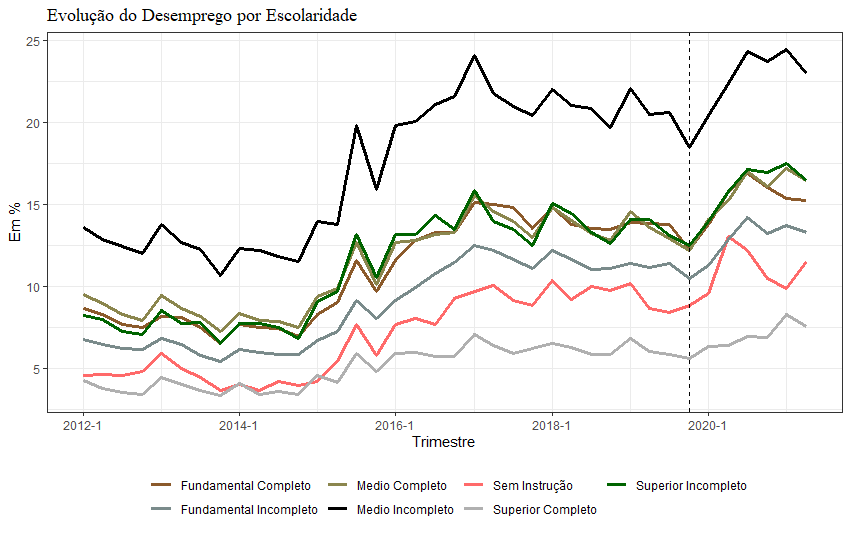 Evolução do Desemprego por Escolaridade
25
20
15
10
5
Em %
2012-1 2014-1 2016-1 2018-1 2020-1
Trimestre
Fundamental Completo Medio Completo Sem Instrução Superior Incompleto
Fundamental Incompleto Medio Incompleto Superior Completo